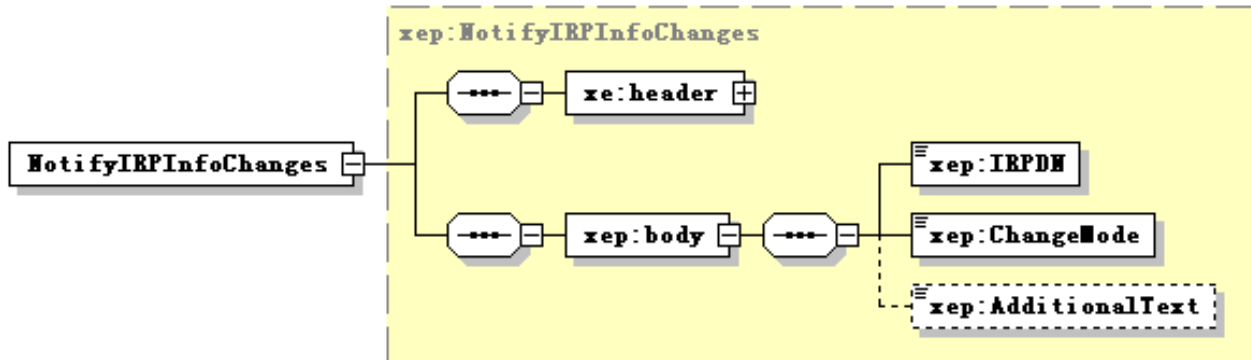 xep:NotifyIRPInfoChanges
xe:header
NotifyIRPInfoChanges
xep:IRPDN
xep:body
xep:ChangeMode
xep:AdditionalText